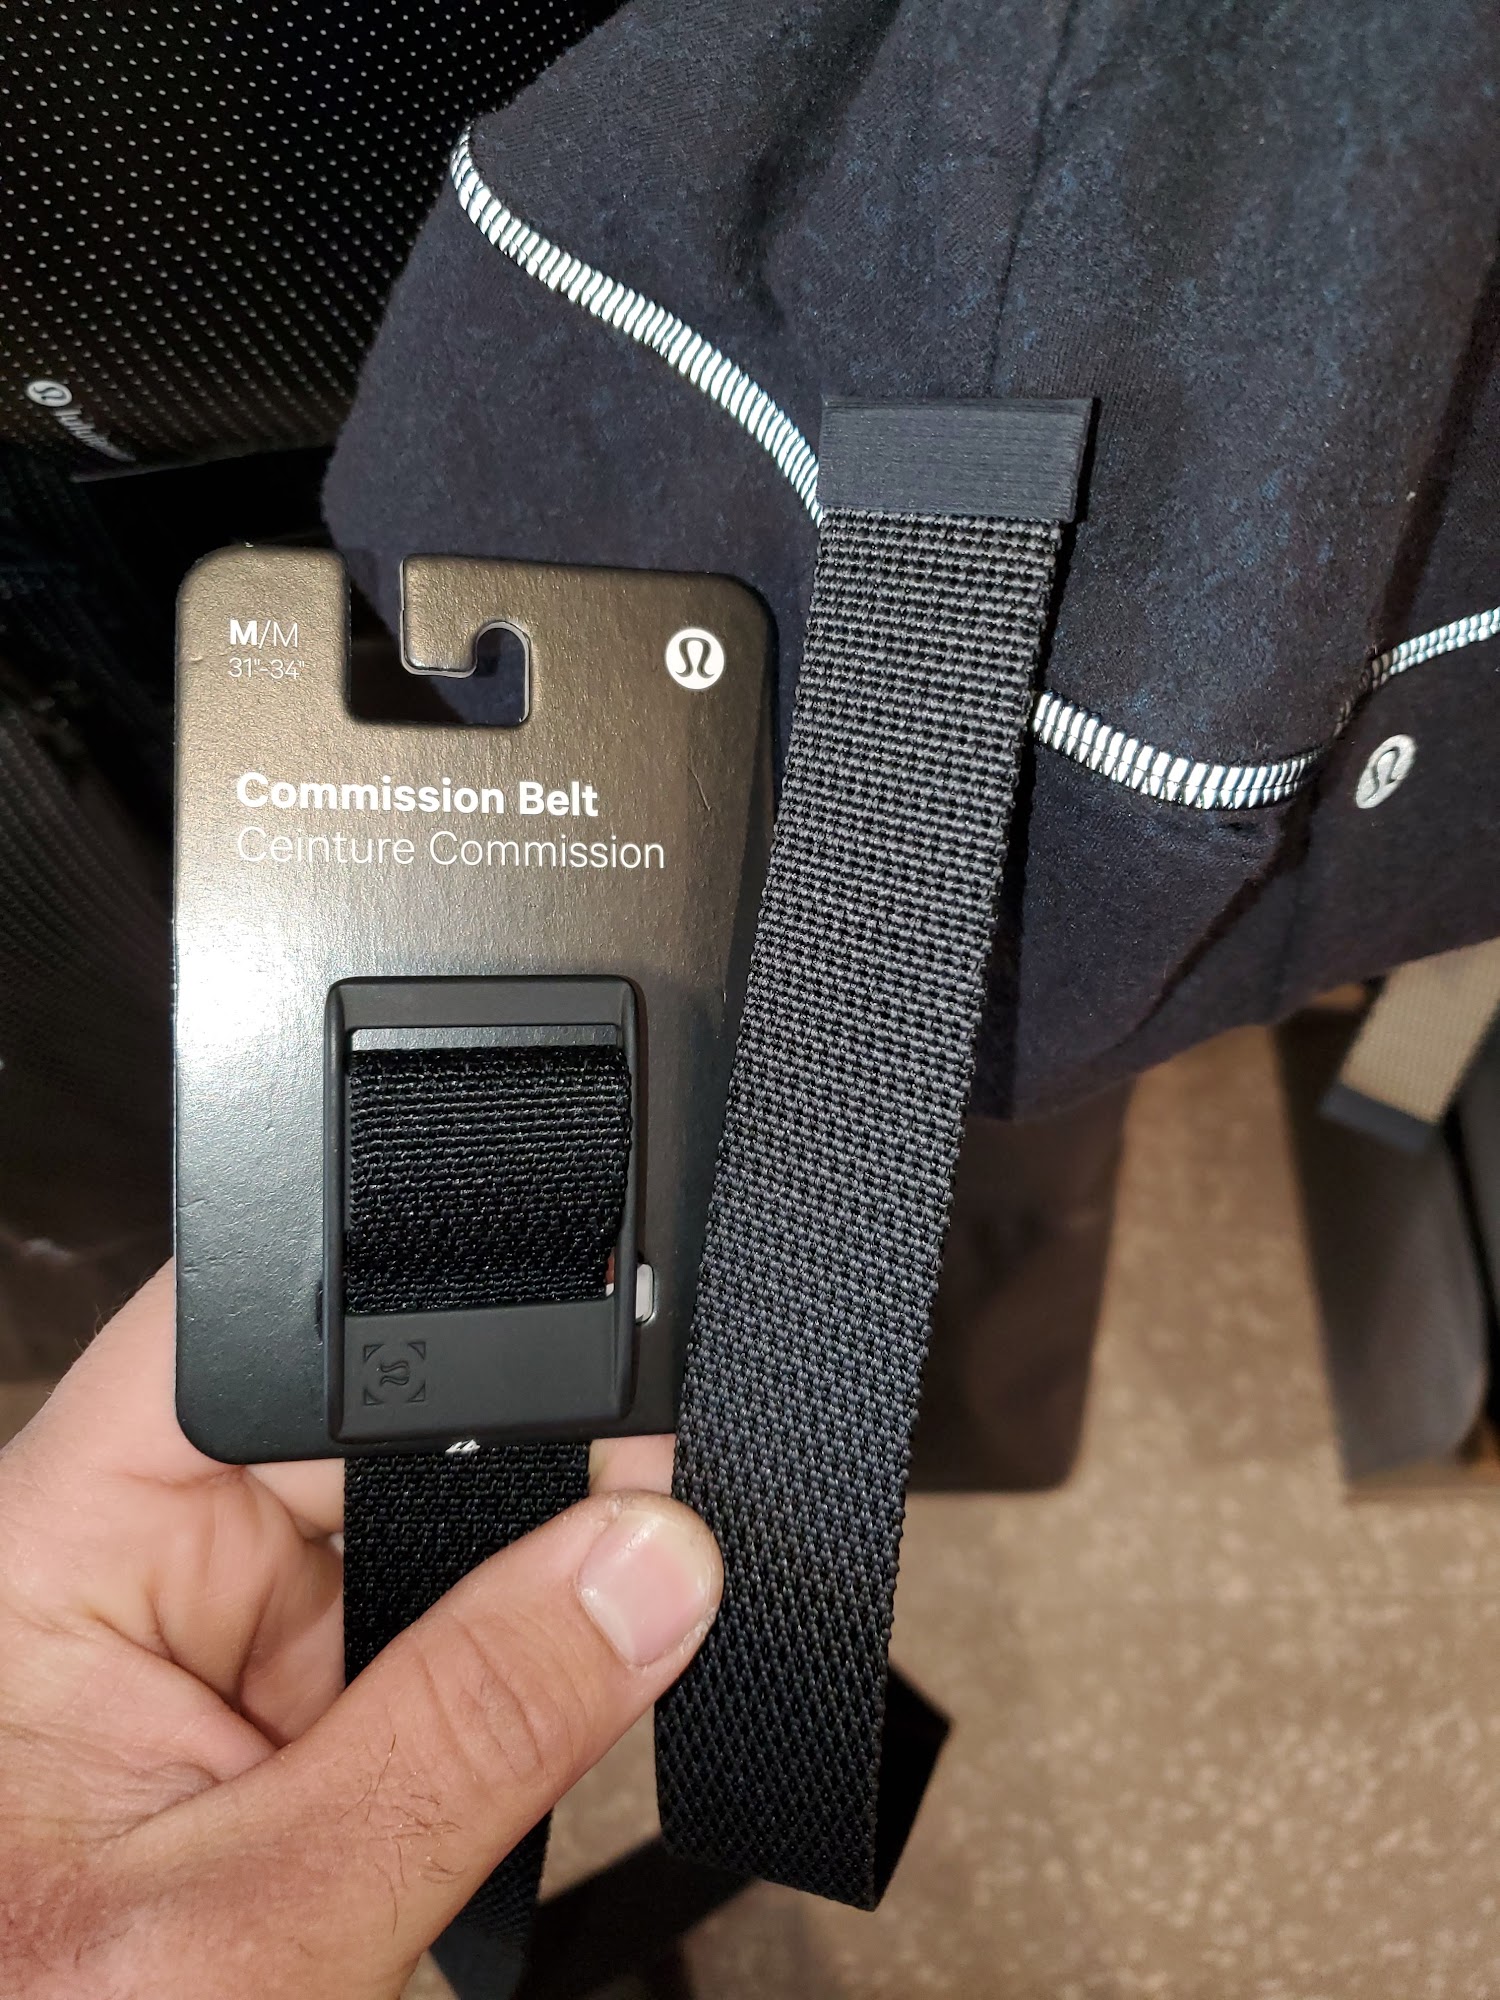 M/M
31"-34"
Commission Belt
Ceinture Commission